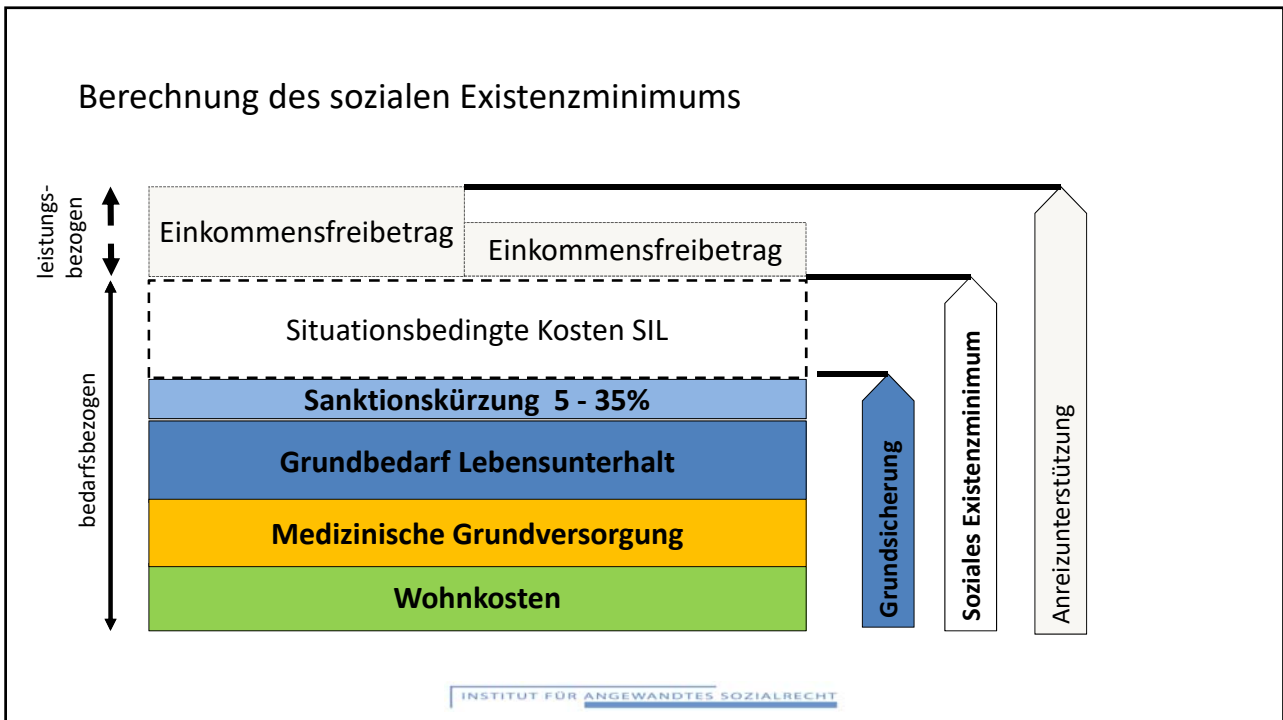 Berechnung des sozialen Existenzminimums
leistungs-
bezogen
Einkommensfreibetrag
Einkommensfreibetrag
Situationsbedingte Kosten SIL
Sanktionskürzung 5 - 35%
Grundbedarf Lebensunterhalt
Medizinische Grundversorgung
Wohnkosten
bedarfsbezogen
Grundsicherung
Soziales Existenzminimum
Anreizunterstützung
INSTITUT FÜR ANGEWANDTES SOZIALRECHT